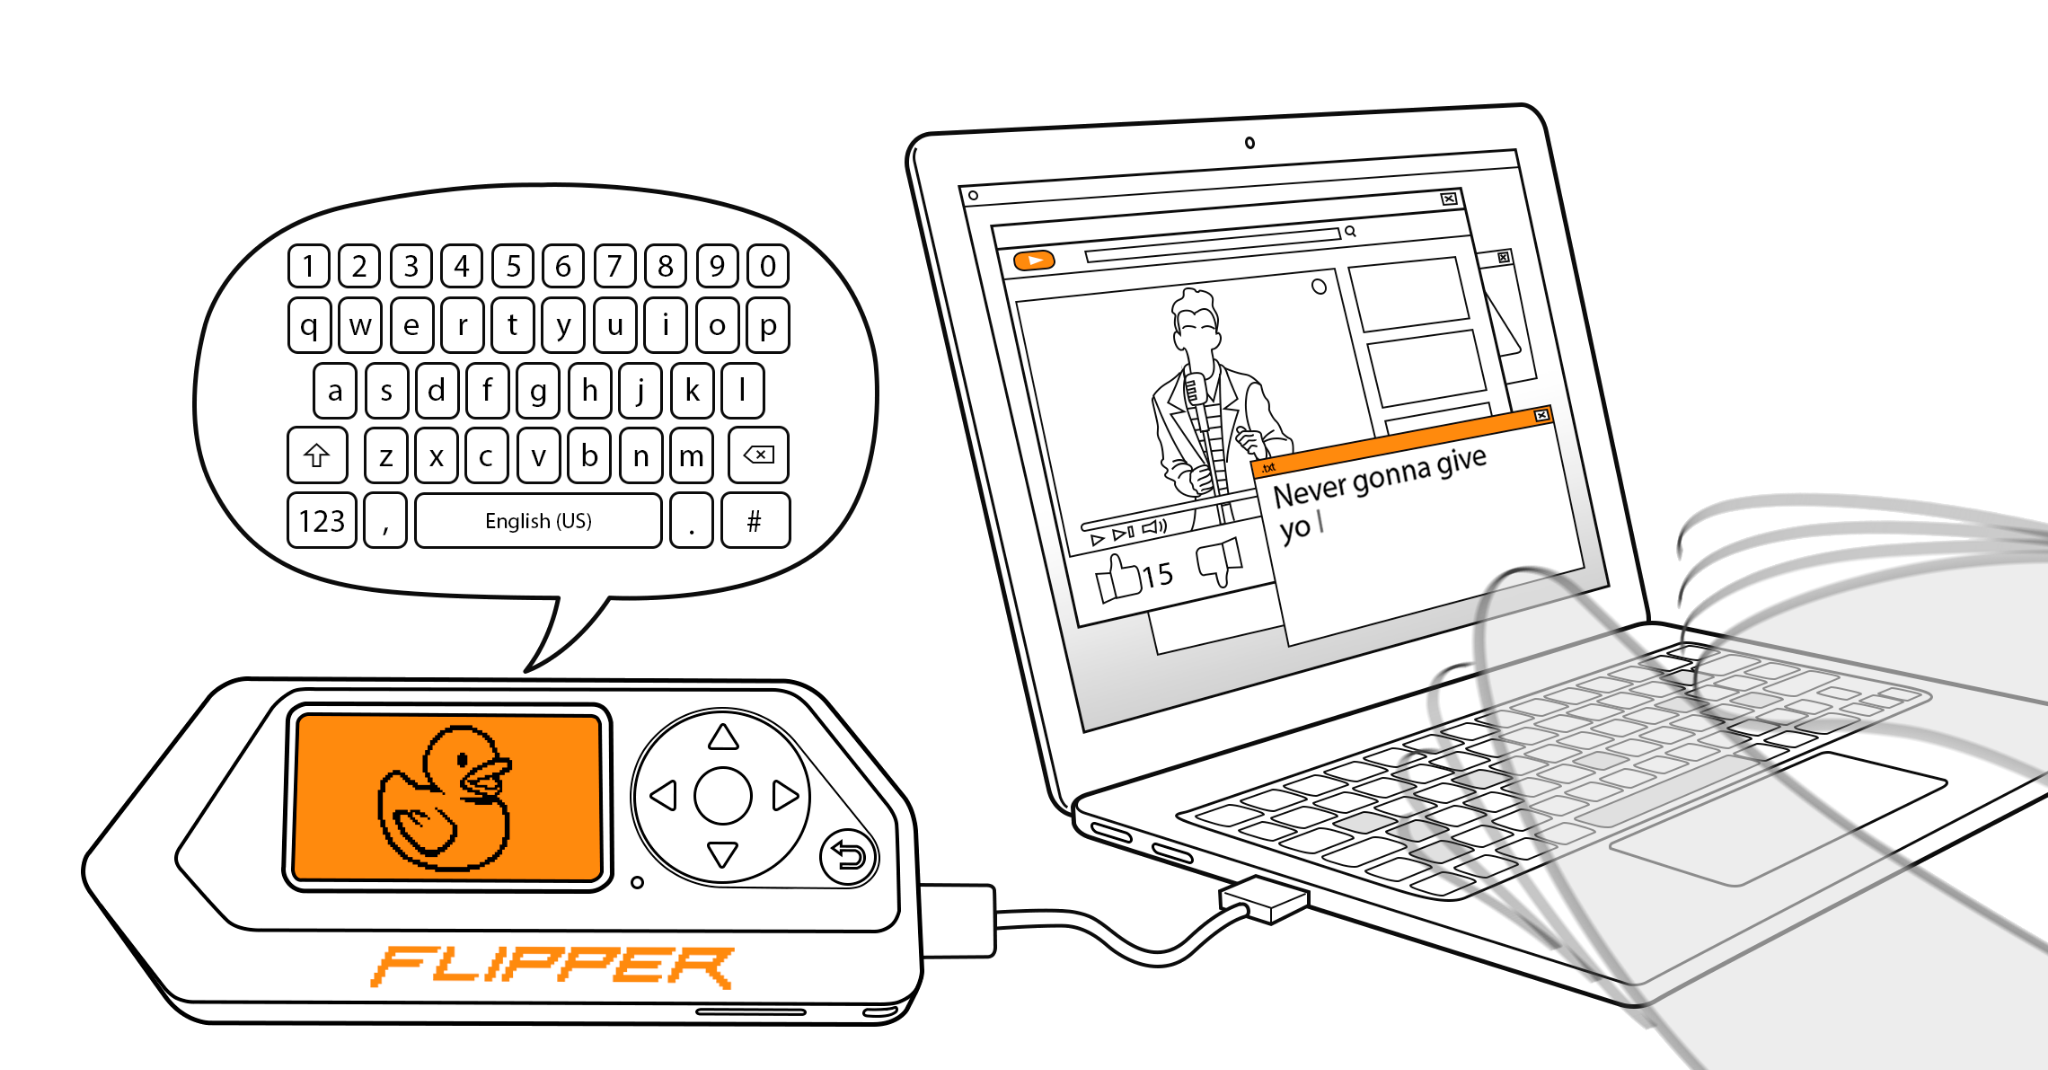 1 2 3 4 5 6 7 8 9 0
q w e r t y u i o p
a s d f g h j k l
z x c v b n m
123 , English (US) . #
FLIPPER
15
.txt
Never gonna give
yo